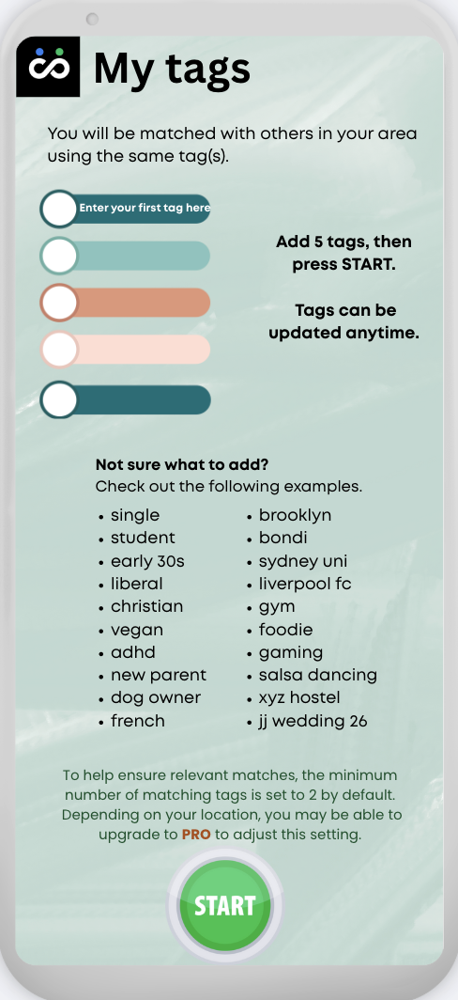 My tags
You will be matched with others in your area
using the same tag(s).
Enter your first tag here
Add 5 tags, then
press START.
Tags can be
updated anytime.
Not sure what to add?
Check out the following examples.
• single
• student
• early 30s
• liberal
• christian
• vegan
• adhd
• new parent
• dog owner
• french
• brooklyn
• bondi
• sydney uni
• liverpool fc
• gym
• foodie
• gaming
• salsa dancing
• xyz hostel
• jj wedding 26
To help ensure relevant matches, the minimum
number of matching tags is set to 2 by default.
Depending on your location, you may be able to
upgrade to PRO to adjust this setting.
START